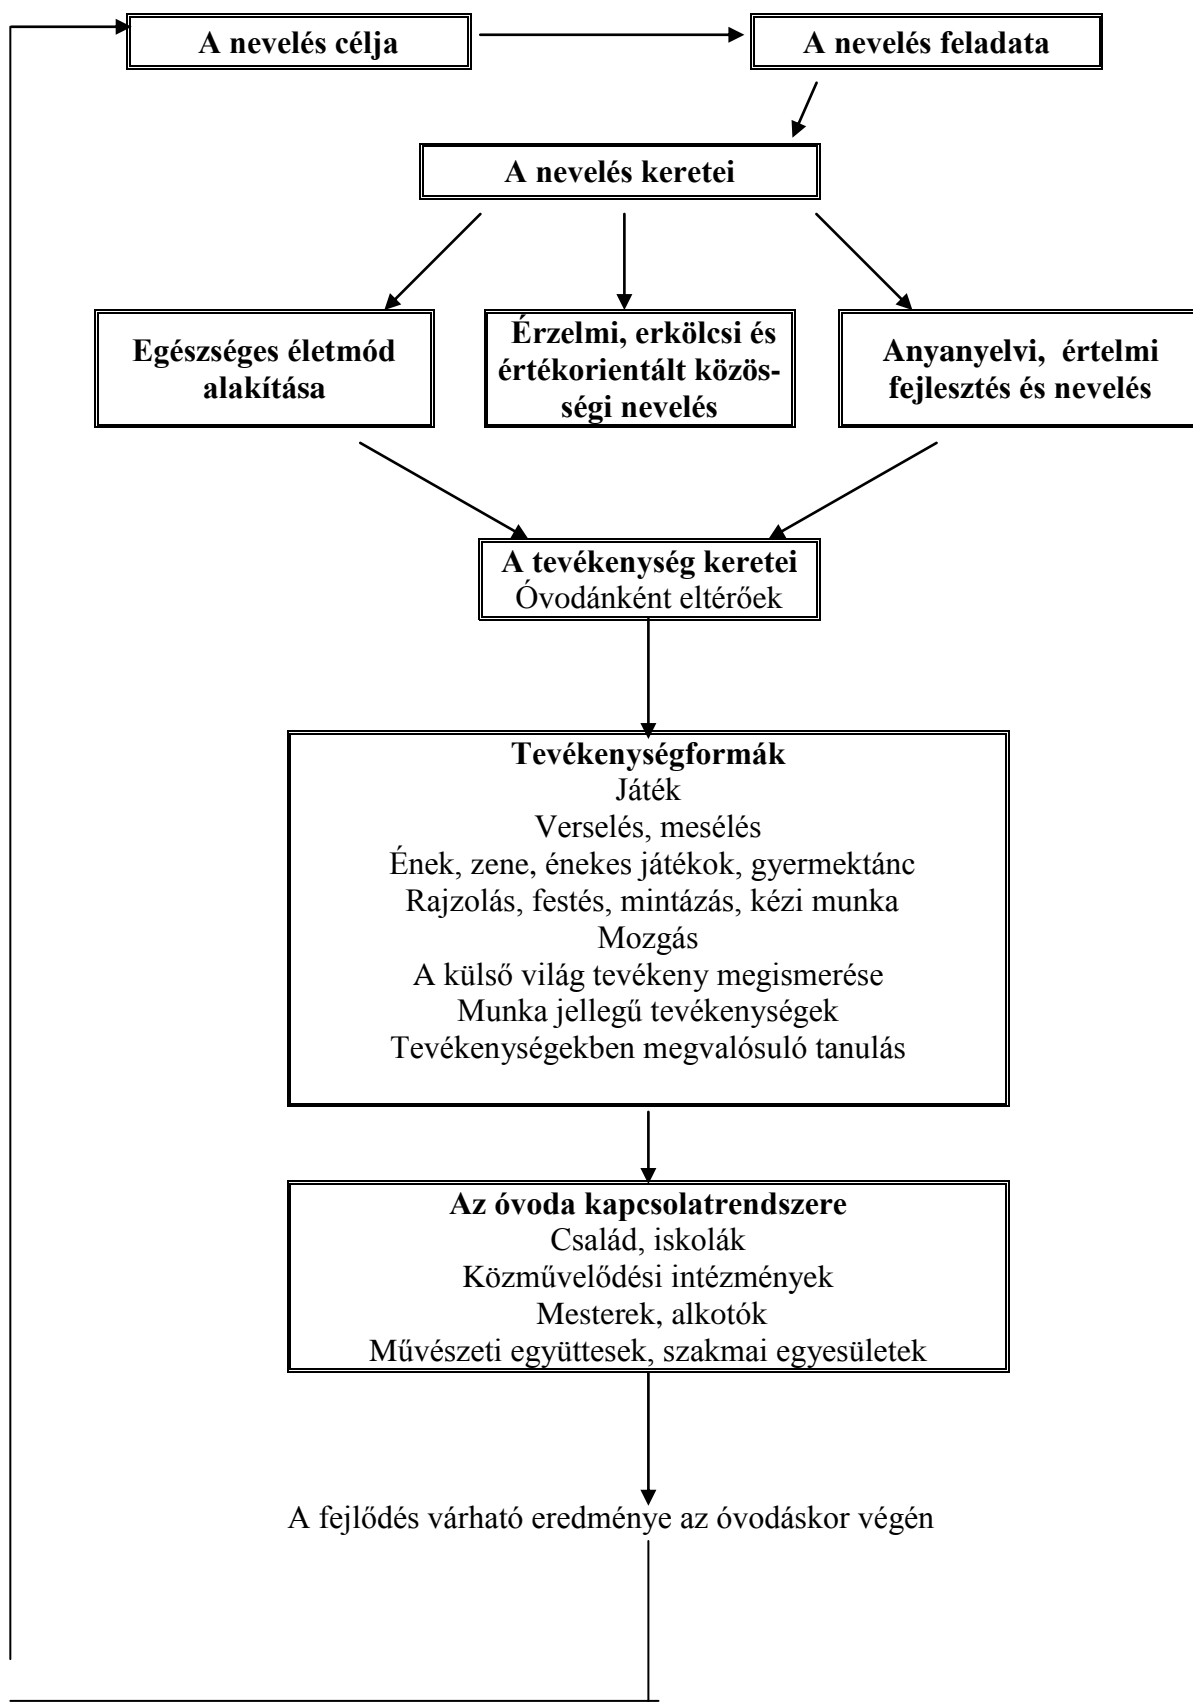 A nevelés célja
A nevelés feladata
A nevelés keretei
Egészséges életmód
alakítása
Érzelmi, erkölcsi és
értékorientált közös-
ségi nevelés
Anyanyelvi, értelmi
fejlesztés és nevelés
A tevékenység keretei
Óvodánként eltérőek
Tevékenységformák
Játék
Verselés, mesélés
Ének, zene, énekes játékok, gyermektánc
Rajzolás, festés, mintázás, kézi munka
Mozgás
A külső világ tevékeny megismerése
Munka jellegű tevékenységek
Tevékenységekben megvalósuló tanulás
Az óvoda kapcsolatrendszere
Család, iskolák
Közművelődési intézmények
Mesterek, alkotók
Művészeti együttesek, szakmai egyesületek
A fejlődés várható eredménye az óvodáskor végén